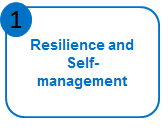 1
Resilience and
Self-
management